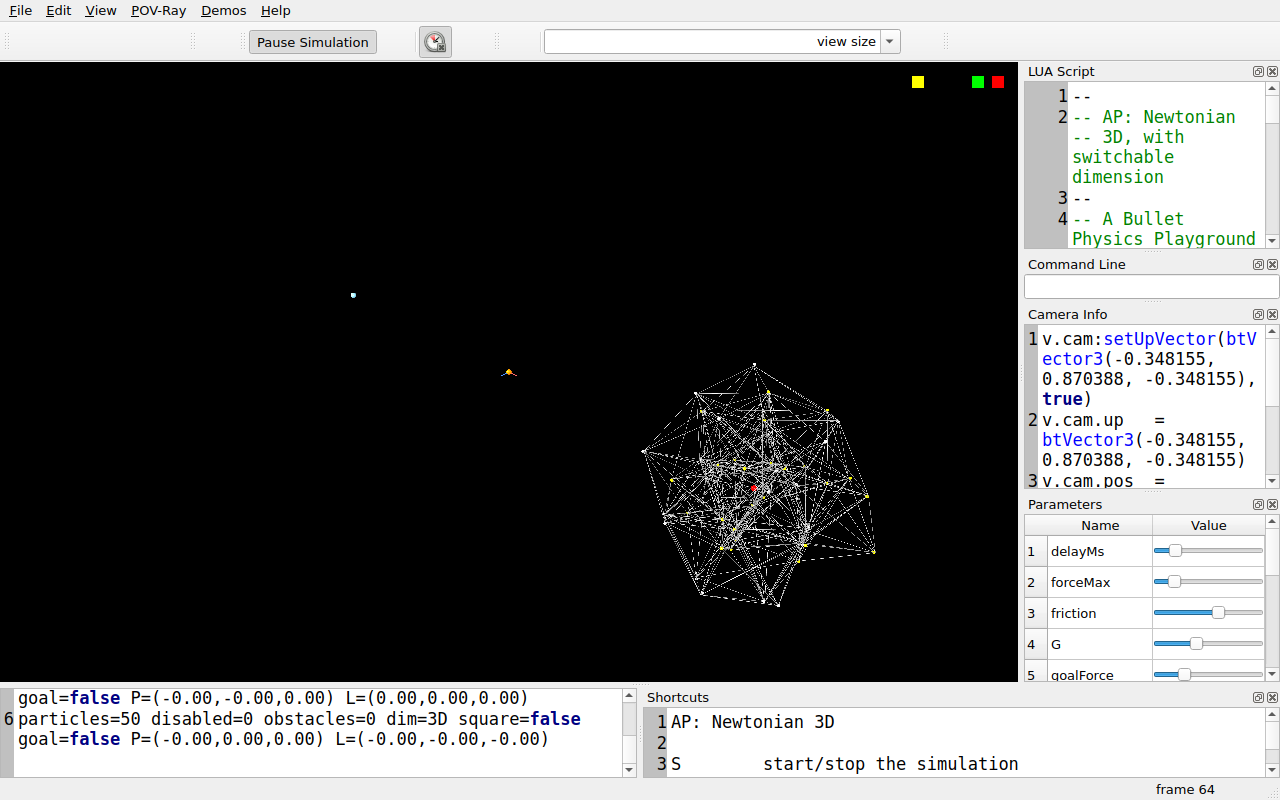 File Edit View POV-Ray Demos Help
Pause Simulation
view size
LUA Script
1 --
2 -- AP: Newtonian
-- 3D, with
switchable
dimension
3 --
4 -- A Bullet
Physics Playground
Command Line
Camera Info
1 v.cam:setUpVector(btV
ector3(-0.348155,
0.870388, -0.348155),
true)
2 v.cam.up   =
btVector3(-0.348155,
0.870388, -0.348155)
3 v.cam.pos  =
Parameters
Name Value
1 delayMs
2 forceMax
3 friction
4 G
5 goalForce
goal=false P=(-0.00,-0.00,0.00) L=(0.00,0.00,0.00)
6 particles=50 disabled=0 obstacles=0 dim=3D square=false
goal=false P=(-0.00,0.00,0.00) L=(-0.00,-0.00,-0.00)
Shortcuts
1 AP: Newtonian 3D
2
3 S        start/stop the simulation
frame 64